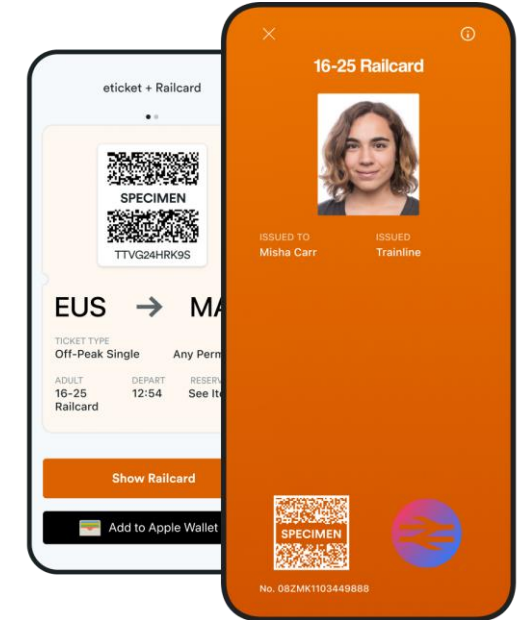 eticket + Railcard
SPECIMEN
TTVG24HRK9S
EUS → MA
TICKET TYPE
Off-Peak Single Any Perm
ADULT DEPART RESERV
16-25 12:54 See Ite
Railcard
Show Railcard
Add to Apple Wallet
16-25 Railcard
ISSUED TO ISSUED
Misha Carr Trainline
SPECIMEN
No. 08ZMK1103449888